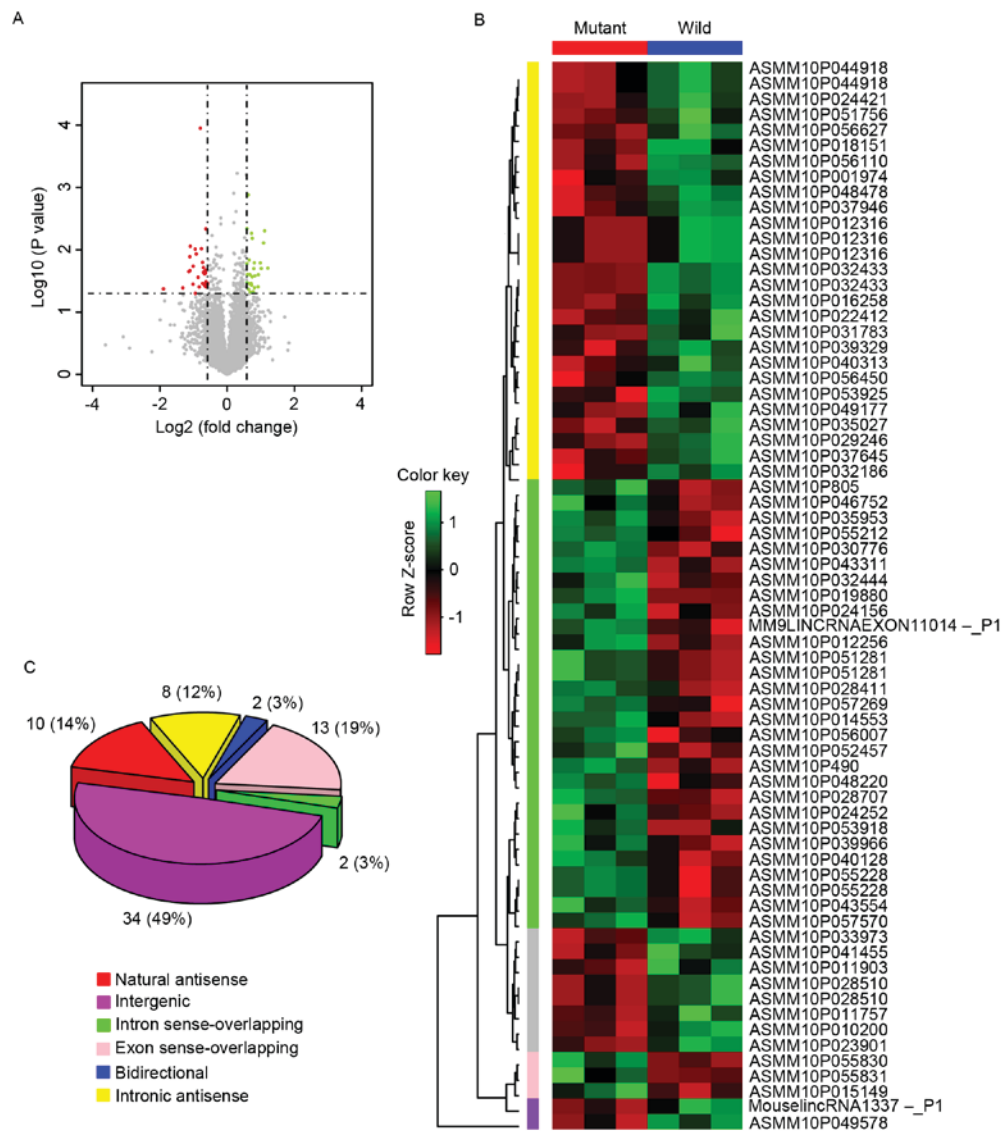 A
4
3
2
1
0
Log10 (P value)
-4
-2
0
2
4
Log2 (fold change)
B
Mutant
Wild
ASMM10P044918
ASMM10P044918
ASMM10P024421
ASMM10P051756
ASMM10P056627
ASMM10P018151
ASMM10P056110
ASMM10P001974
ASMM10P048478
ASMM10P037946
ASMM10P012316
ASMM10P012316
ASMM10P012316
ASMM10P032433
ASMM10P032433
ASMM10P016258
ASMM10P022412
ASMM10P031783
ASMM10P039329
ASMM10P040313
ASMM10P056450
ASMM10P053925
ASMM10P049177
ASMM10P035027
ASMM10P029246
ASMM10P037645
ASMM10P032186
ASMM10P805
ASMM10P046752
ASMM10P035953
ASMM10P055212
ASMM10P030776
ASMM10P043311
ASMM10P032444
ASMM10P019880
ASMM10P024156
MM9LINCRNAEXON11014 –_P1
ASMM10P012256
ASMM10P051281
ASMM10P051281
ASMM10P028411
ASMM10P057269
ASMM10P014553
ASMM10P056007
ASMM10P052457
ASMM10P490
ASMM10P048220
ASMM10P028707
ASMM10P024252
ASMM10P053918
ASMM10P039966
ASMM10P040128
ASMM10P055228
ASMM10P055228
ASMM10P043554
ASMM10P057570
ASMM10P033973
ASMM10P041455
ASMM10P011903
ASMM10P028510
ASMM10P028510
ASMM10P011757
ASMM10P010200
ASMM10P023901
ASMM10P055830
ASMM10P055831
ASMM10P015149
MouselincRNA1337 –_P1
ASMM10P049578
Color key
Row Z-score
1
0
-1
C
8 (12%)
2 (3%)
10 (14%)
13 (19%)
2 (3%)
34 (49%)
Natural antisense
Intergenic
Intron sense-overlapping
Exon sense-overlapping
Bidirectional
Intronic antisense